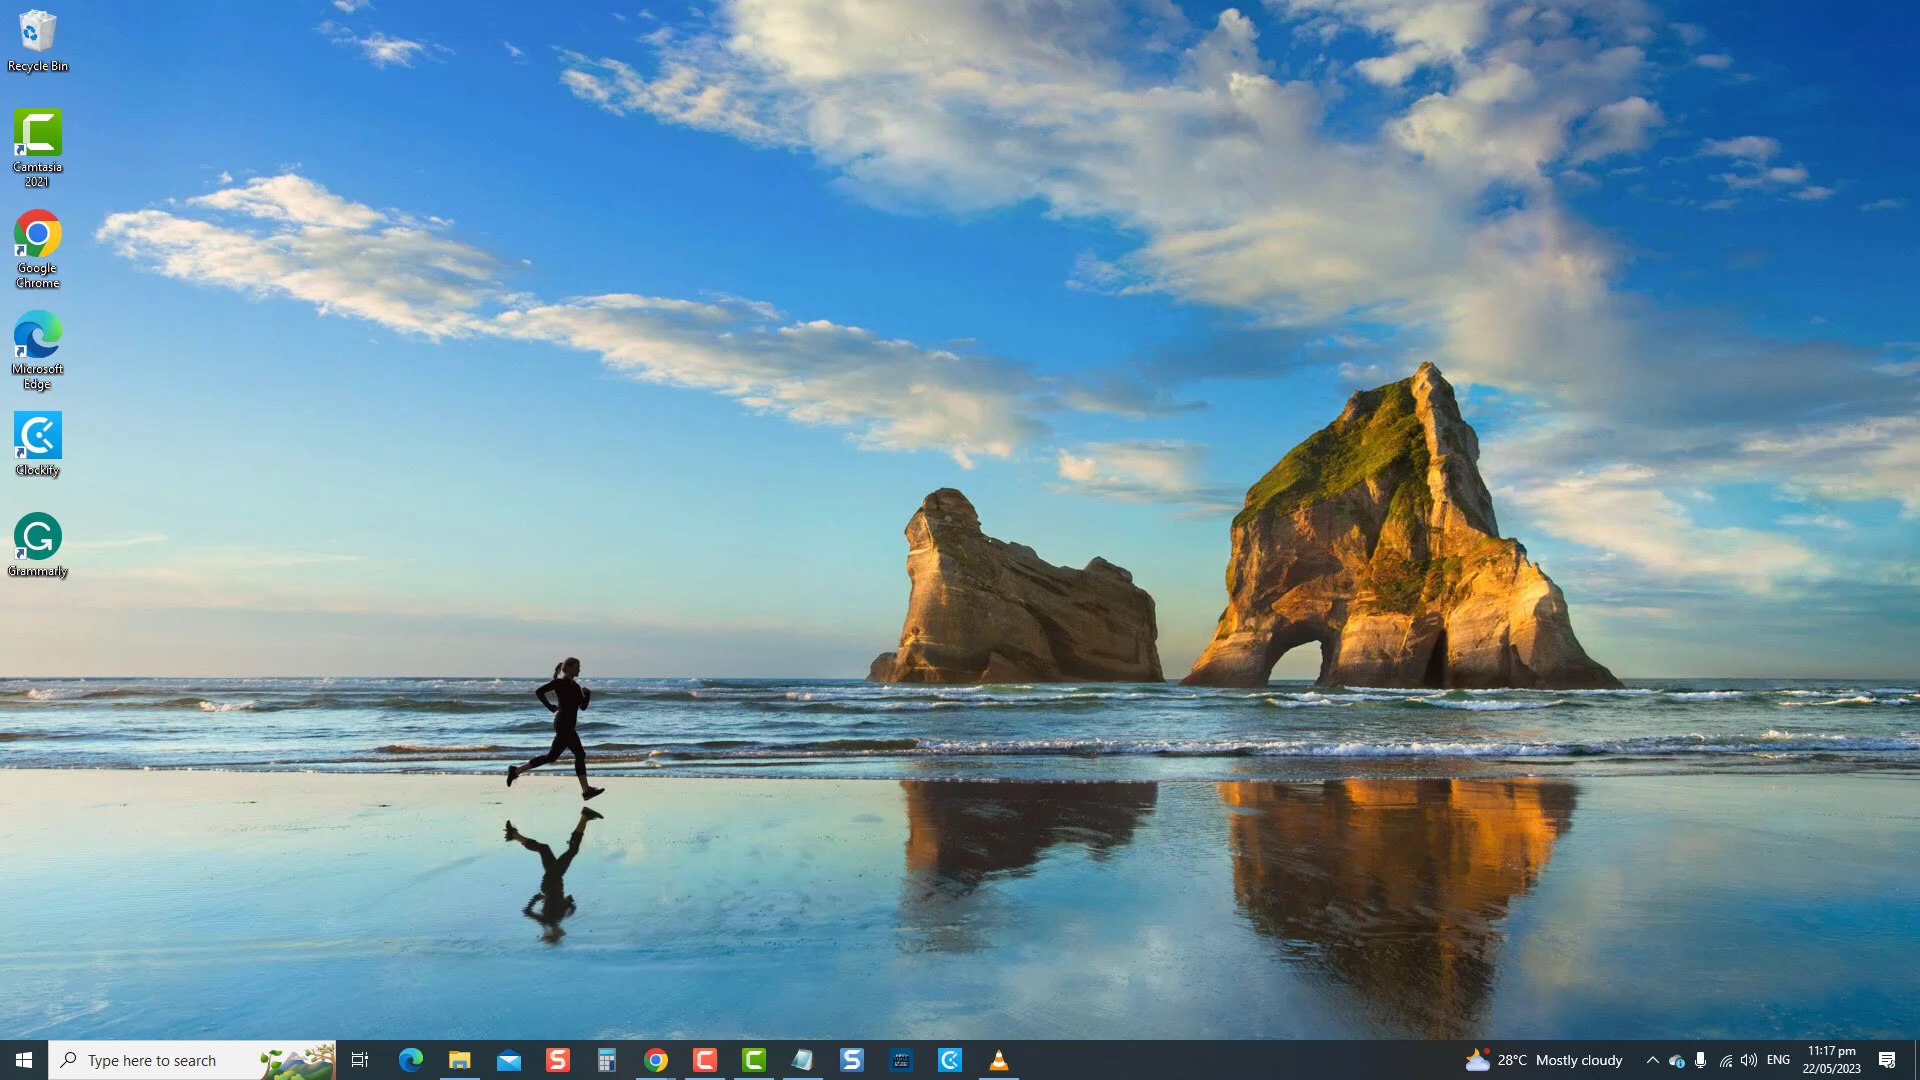 Recycle Bin
Camtasia
2021
Google
Chrome
Microsoft
Edge
Clockify
Grammarly
Type here to search
28°C Mostly cloudy
ENG
11:17 pm
22/05/2023